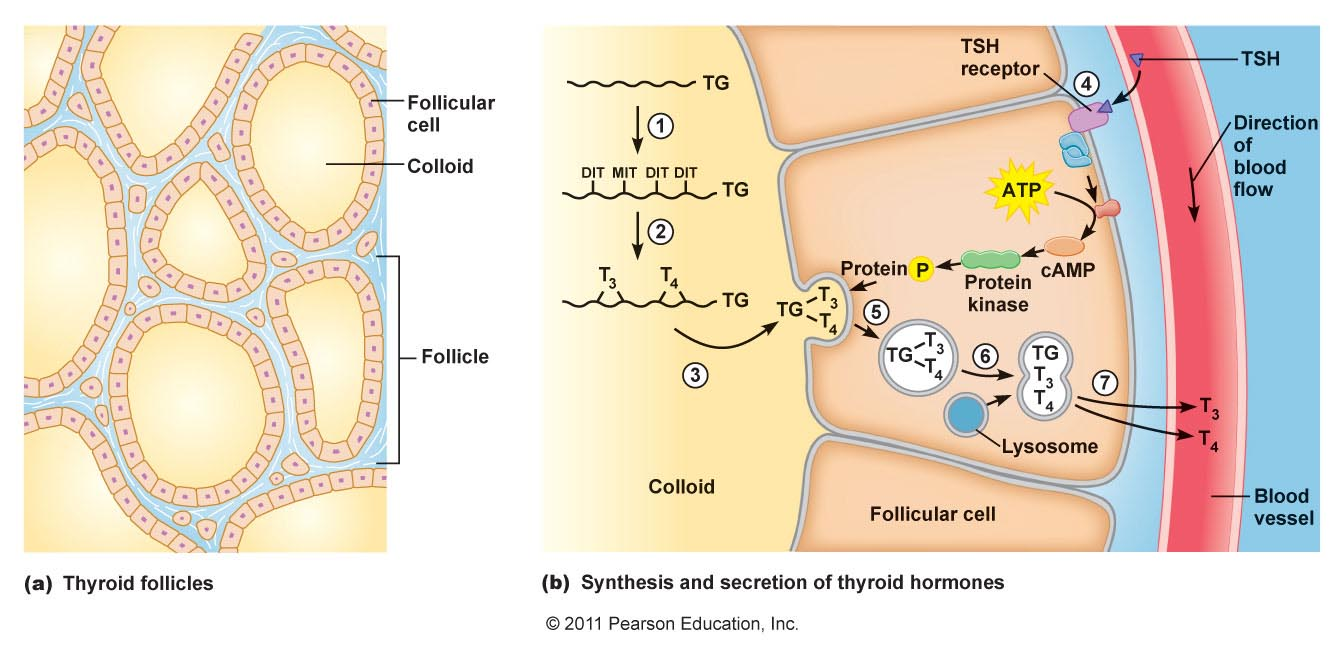 Follicular
cell
Colloid
Follicle
(a) Thyroid follicles
TG
1
DIT MIT DIT DIT
TG
2
T3 T4
TG
3
Colloid
TSH
receptor
4
TSH
Direction
of
blood
flow
ATP
cAMP
Protein
kinase
Protein P
TG T3
T4
5
TG T3
T4
6
TG
T3
T4
7
T3
T4
Lysosome
Follicular cell
Blood
vessel
(b) Synthesis and secretion of thyroid hormones
© 2011 Pearson Education, Inc.